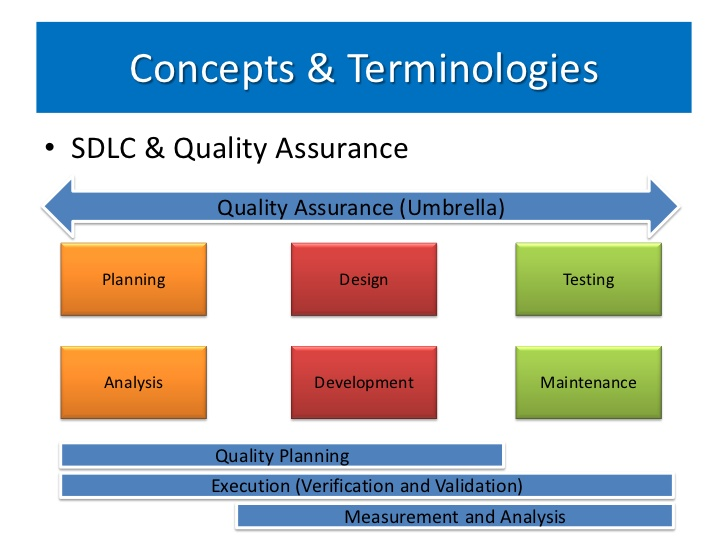 Concepts & Terminologies
• SDLC & Quality Assurance
Quality Assurance (Umbrella)
Planning
Design
Testing
Analysis
Development
Maintenance
Quality Planning
Execution (Verification and Validation)
Measurement and Analysis